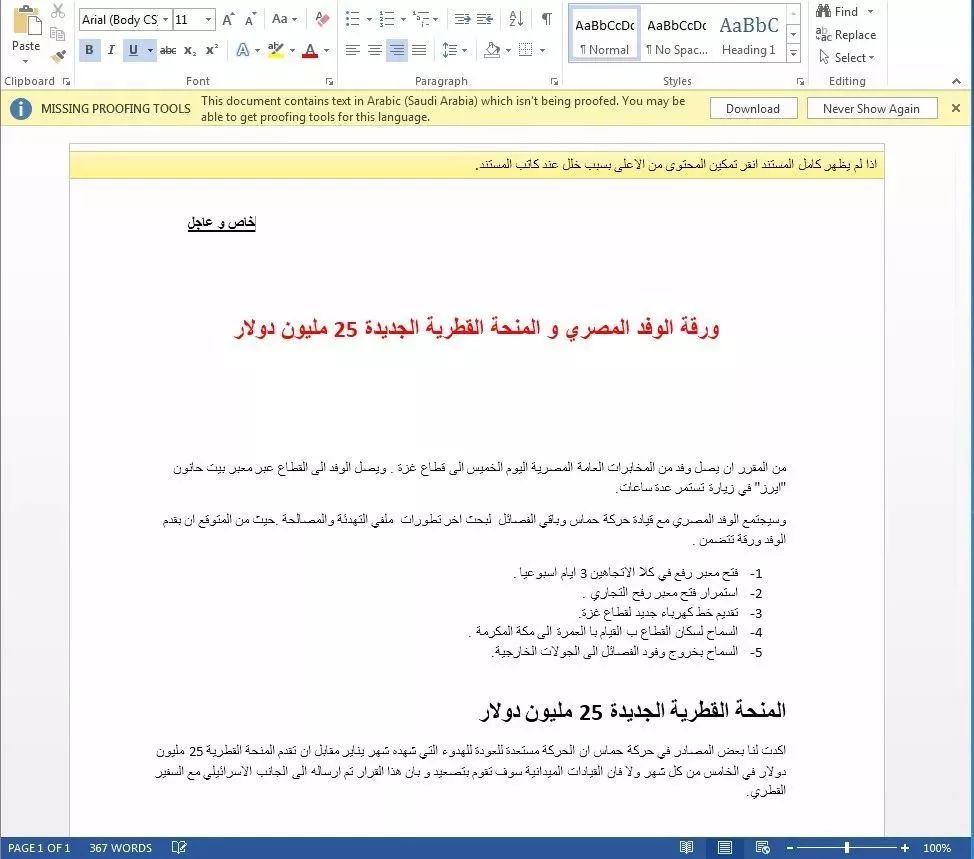 Paste
Clipboard
Arial (Body CS
11
Aa
B I U abc x₂ x²
A
Font
Paragraph
AaBbCcDc AaBbCcDc AaBbC
¶ Normal ¶ No Spac... Heading 1
Styles
Find
Replace
Select
Editing
MISSING PROOFING TOOLS This document contains text in Arabic (Saudi Arabia) which isn't being proofed. You may be
able to get proofing tools for this language.
Download
Never Show Again
اذا لم يظهر كامل المستند انقر تمكين المحتوى من الاعلى بسبب خلل عند كاتب المستند.
خاص و عاجل
ورقة الوفد المصري و المنحة القطرية الجديدة 25 مليون دولار
من المقرر ان يصل وفد من المخابرات العامة المصرية اليوم الخميس الى قطاع غزة . ويصل الوفد الى القطاع عبر معبر بيت حانون
"ايرز" في زيارة تستمر عدة ساعات.
وسيجتمع الوفد المصري مع قيادة حركة حماس وباقي الفصائل لبحث اخر تطورات ملفي التهدئة والمصالحة .حيث من المتوقع ان يقدم
الوفد ورقة تتضمن .
1- فتح معبر رفع في كلا الاتجاهين 3 ايام اسبوعيا .
2- استمرار فتح معبر رفح التجاري .
3- تقديم خط كهرباء جديد لقطاع غزة.
4- السماح لسكان القطاع ب القيام با العمرة الى مكة المكرمة .
5- السماح بخروج وفود الفصائل الى الجولات الخارجية.
المنحة القطرية الجديدة 25 مليون دولار
اكدت لنا بعض المصادر في حركة حماس ان الحركة مستعدة للعودة للهدوء التي شهده شهر يناير مقابل ان تقدم المنحة القطرية 25 مليون
دولار في الخامس من كل شهر ولا فان القيادات الميدانية سوف تقوم بتصعيد و بان هذا القرار تم ارساله الى الجانب الاسرائيلي مع السفير
القطري.
PAGE 1 OF 1 367 WORDS
100%